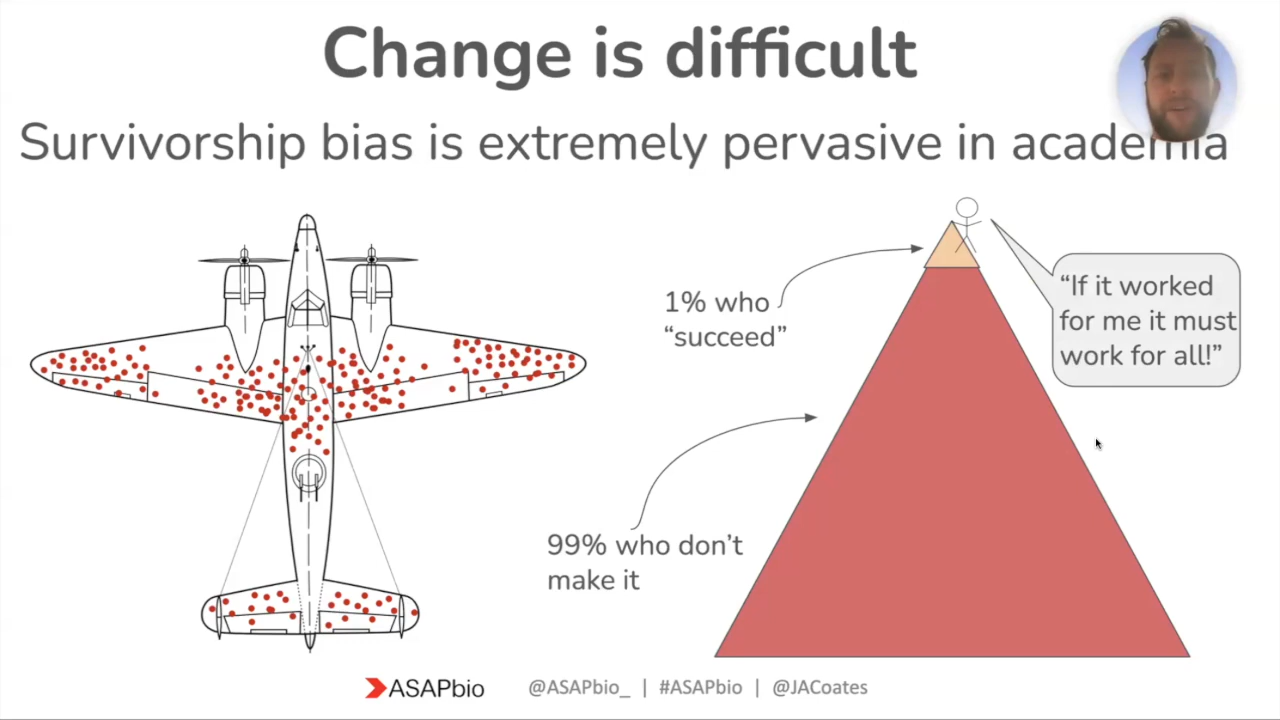 Change is difficult
Survivorship bias is extremely pervasive in academia
1% who
“succeed”
“If it worked
for me it must
work for all!”
99% who don’t
make it
ASAPbio
@ASAPbio_ | #ASAPbio | @JACoates